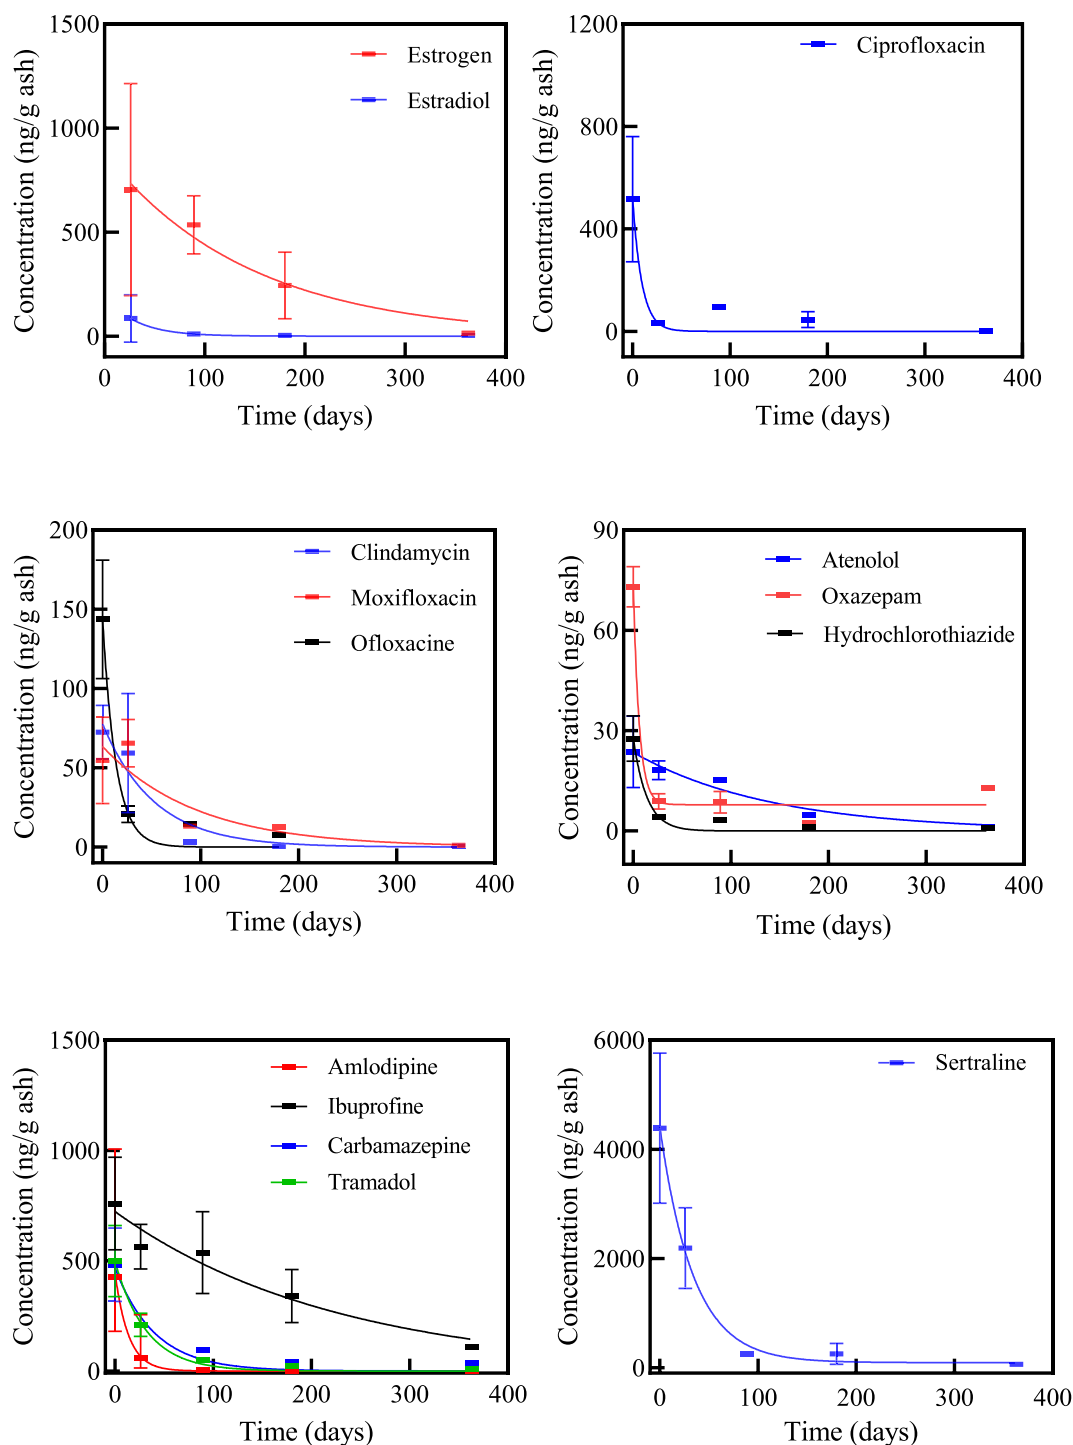 1500
1000
500
0
0
100
200
300
400
Concentration (ng/g ash)
Time (days)
Estrogen
Estradiol
1200
800
400
0
0
100
200
300
400
Concentration (ng/g ash)
Time (days)
Ciprofloxacin
200
150
100
50
0
0
100
200
300
400
Concentration (ng/g ash)
Time (days)
Clindamycin
Moxifloxacin
Ofloxacine
90
60
30
0
0
100
200
300
400
Concentration (ng/g ash)
Time (days)
Atenolol
Oxazepam
Hydrochlorothiazide
1500
1000
500
0
0
100
200
300
400
Concentration (ng/g ash)
Time (days)
Amlodipine
Ibuprofine
Carbamazepine
Tramadol
6000
4000
2000
0
0
100
200
300
400
Concentration (ng/g ash)
Time (days)
Sertraline